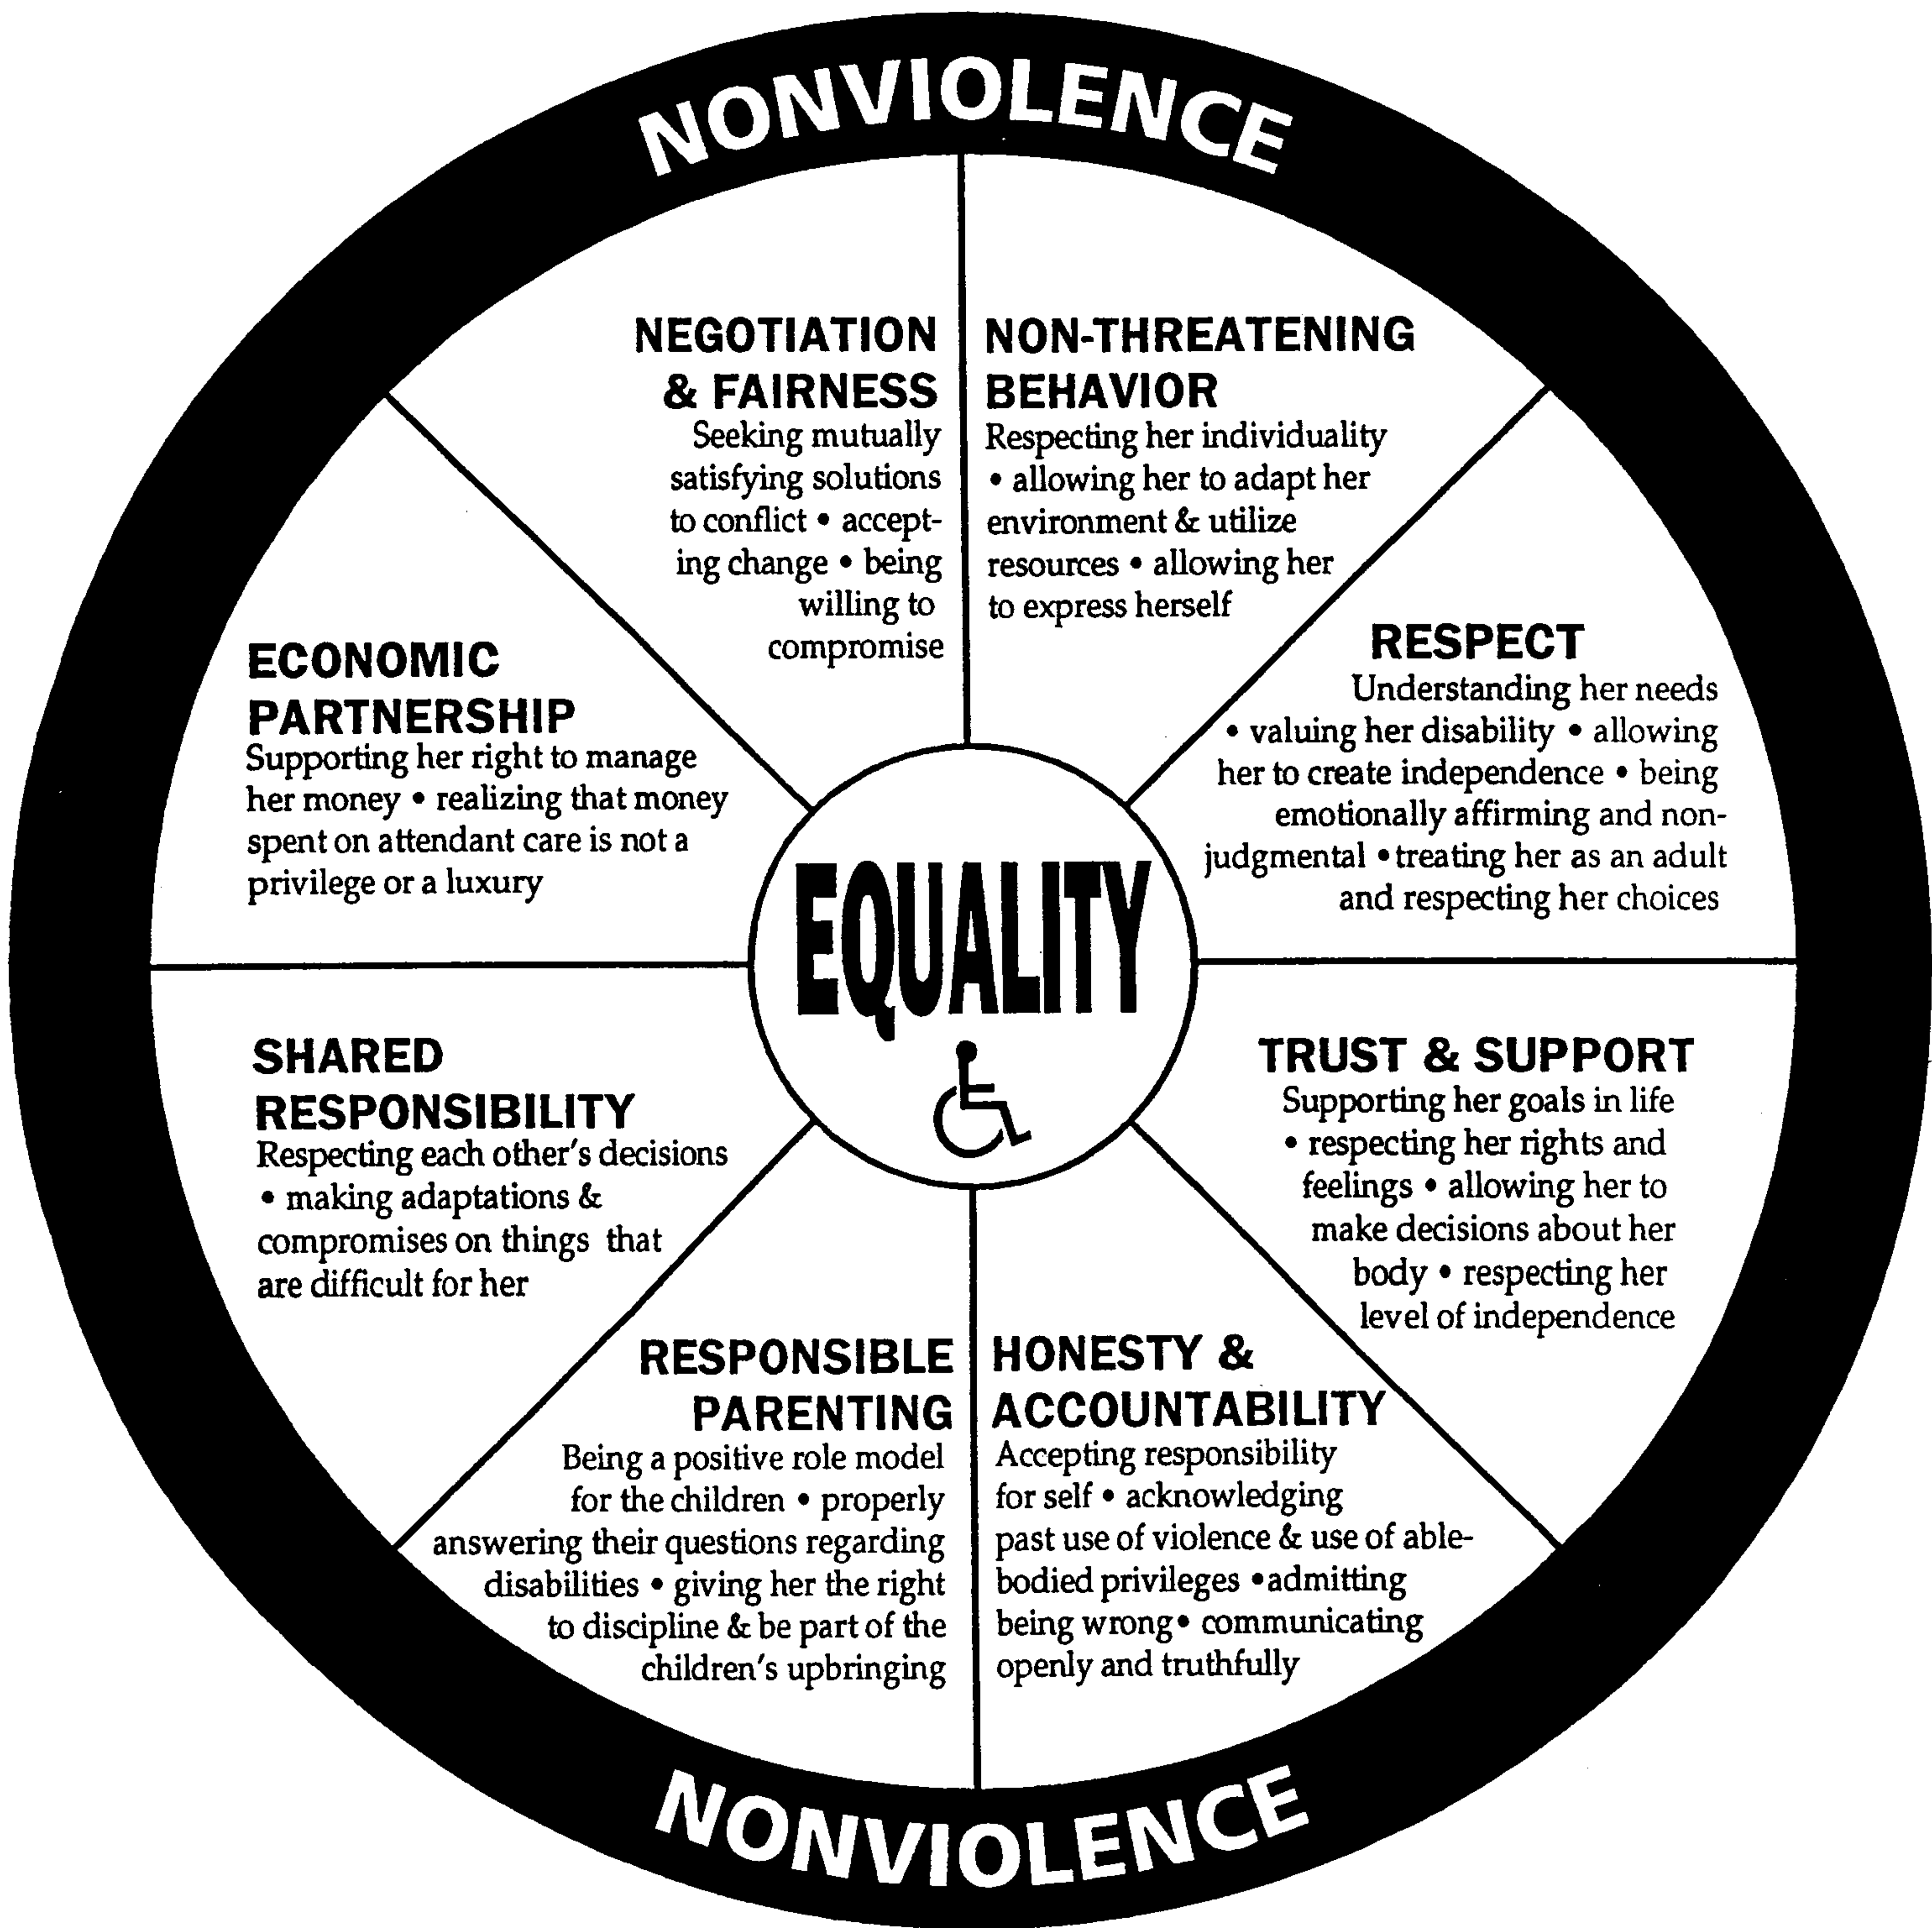 NONVIOLENCE
NEGOTIATION
& FAIRNESS
Seeking mutually
satisfying solutions
to conflict • accept-
ing change • being
willing to
compromise
NON-THREATENING
BEHAVIOR
Respecting her individuality
• allowing her to adapt her
environment & utilize
resources • allowing her
to express herself
RESPECT
Understanding her needs
• valuing her disability • allowing
her to create independence • being
emotionally affirming and non-
judgmental • treating her as an adult
and respecting her choices
TRUST & SUPPORT
Supporting her goals in life
• respecting her rights and
feelings • allowing her to
make decisions about her
body • respecting her
level of independence
HONESTY &
ACCOUNTABILITY
Accepting responsibility
for self • acknowledging
past use of violence & use of able-
bodied privileges • admitting
being wrong • communicating
openly and truthfully
RESPONSIBLE
PARENTING
Being a positive role model
for the children • properly
answering their questions regarding
disabilities • giving her the right
to discipline & be part of the
children's upbringing
SHARED
RESPONSIBILITY
Respecting each other's decisions
• making adaptations &
compromises on things that
are difficult for her
ECONOMIC
PARTNERSHIP
Supporting her right to manage
her money • realizing that money
spent on attendant care is not a
privilege or a luxury
EQUALITY
NONVIOLENCE